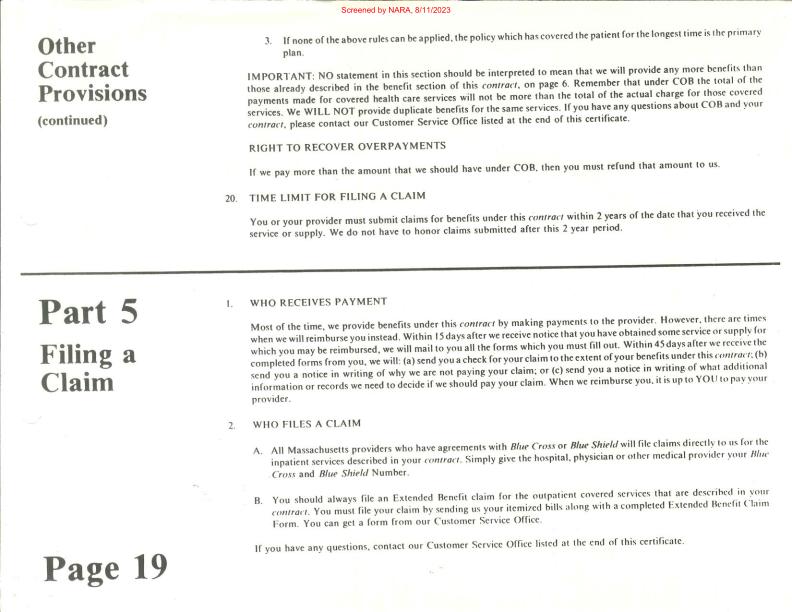 Screened by NARA, 8/11/2023
Other
Contract
Provisions
(continued)
3. If none of the above rules can be applied, the policy which has covered the patient for the longest time is the primary
plan.
IMPORTANT: NO statement in this section should be interpreted to mean that we will provide any more benefits than
those already described in the benefit section of this contract, on page 6. Remember that under COB the total of the
payments made for covered health care services will not be more than the total of the actual charge for those covered
services. We WILL NOT provide duplicate benefits for the same services. If you have any questions about COB and your
contract, please contact our Customer Service Office listed at the end of this certificate.
RIGHT TO RECOVER OVERPAYMENTS
If we pay more than the amount that we should have under COB, then you must refund that amount to us.
20. TIME LIMIT FOR FILING A CLAIM
You or your provider must submit claims for benefits under this contract within 2 years of the date that you received the
service or supply. We do not have to honor claims submitted after this 2 year period.
Part 5
Filing a
Claim
1. WHO RECEIVES PAYMENT
Most of the time, we provide benefits under this contract by making payments to the provider. However, there are times
when we will reimburse you instead. Within 15 days after we receive notice that you have obtained some service or supply for
which you may be reimbursed, we will mail to you all the forms which you must fill out. Within 45 days after we receive the
completed forms from you, we will: (a) send you a check for your claim to the extent of your benefits under this contract; (b)
send you a notice in writing of why we are not paying your claim; or (c) send you a notice in writing of what additional
information or records we need to decide if we should pay your claim. When we reimburse you, it is up to YOU to pay your
provider.
2. WHO FILES A CLAIM
A. All Massachusetts providers who have agreements with Blue Cross or Blue Shield will file claims directly to us for the
inpatient services described in your contract. Simply give the hospital, physician or other medical provider your Blue
Cross and Blue Shield Number.
B. You should always file an Extended Benefit claim for the outpatient covered services that are described in your
contract. You must file your claim by sending us your itemized bills along with a completed Extended Benefit Claim
Form. You can get a form from our Customer Service Office.
If you have any questions, contact our Customer Service Office listed at the end of this certificate.
Page 19